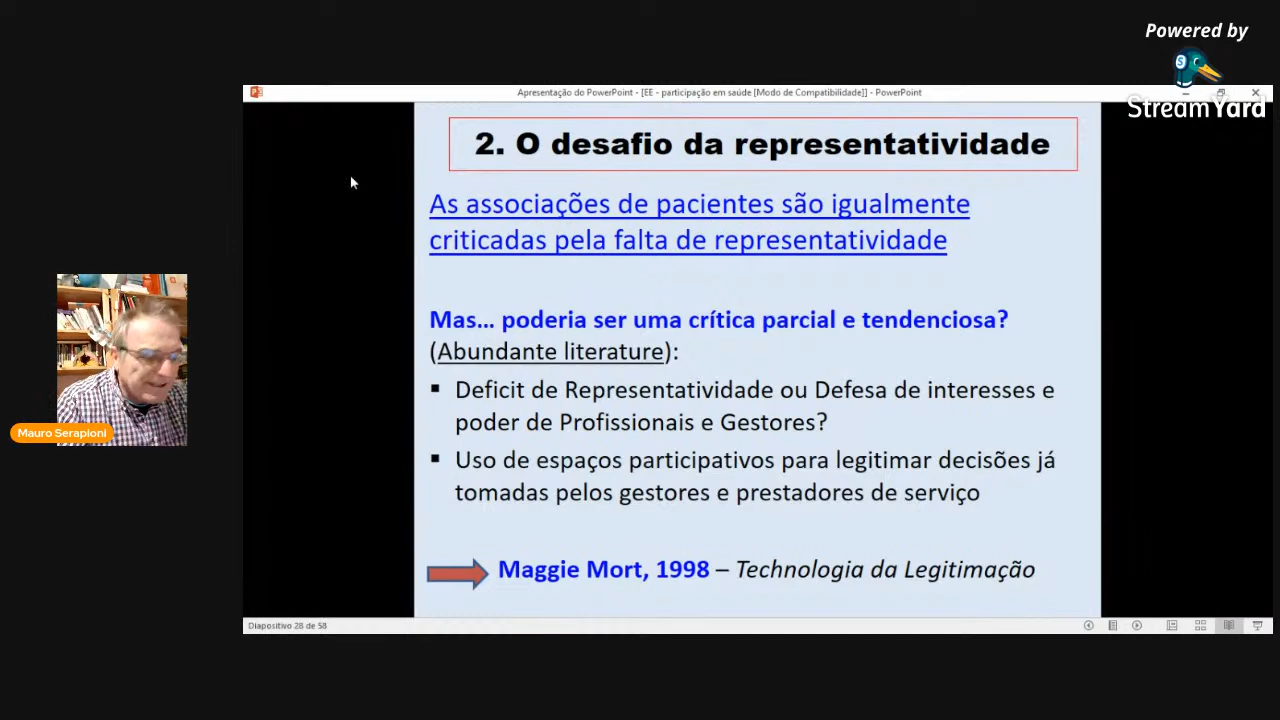 Powered by
StreamYard
Apresentação do PowerPoint - [EE - participação em saúde [Modo de Compatibilidade]] - PowerPoint
2. O desafio da representatividade
As associações de pacientes são igualmente
criticadas pela falta de representatividade
Mas... poderia ser uma crítica parcial e tendenciosa?
(Abundante literature):
▪ Deficit de Representatividade ou Defesa de interesses e
poder de Profissionais e Gestores?
▪ Uso de espaços participativos para legitimar decisões já
tomadas pelos gestores e prestadores de serviço
Maggie Mort, 1998 – Technologia da Legitimação
Mauro Serapioni
Diapositivo 28 de 58